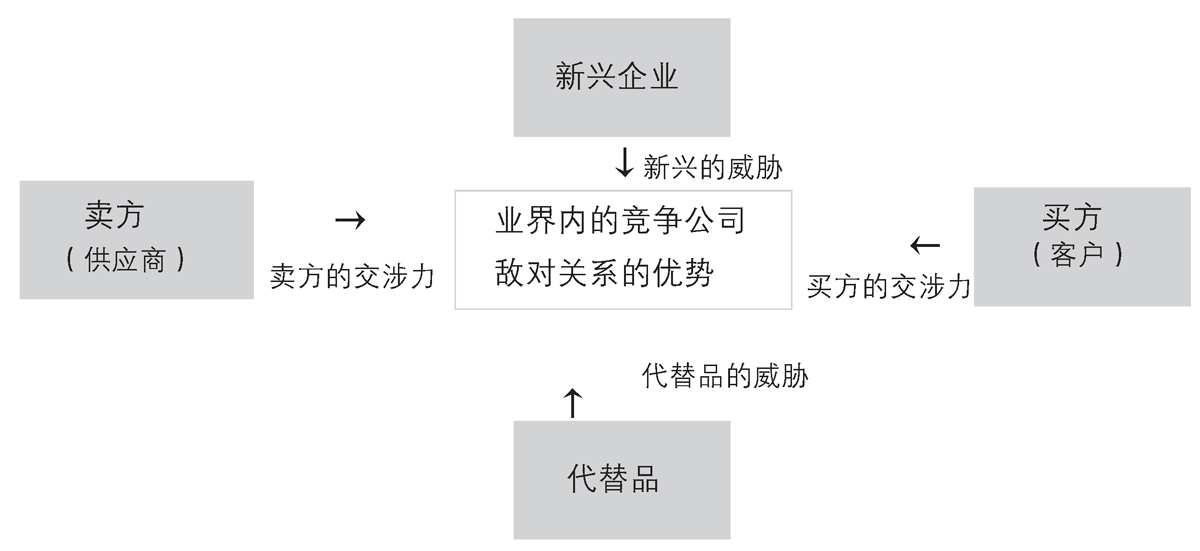 新兴企业
↓新兴的威胁
卖方
（供应商）
→
卖方的交涉力
业界内的竞争公司
敌对关系的优势
←
买方的交涉力
买方
（客户）
代替品的威胁
↑
代替品